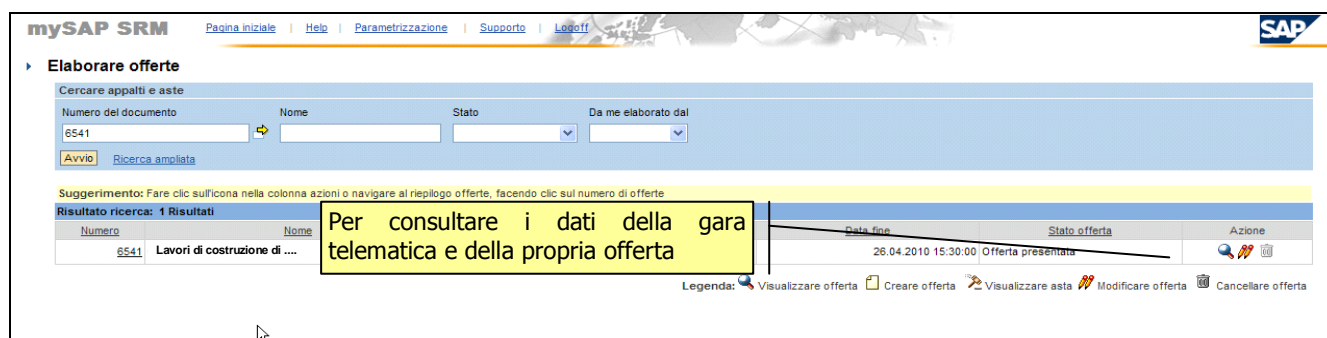 mySAP SRM Pagina iniziale | Help | Parametrizzazione | Supporto | Logoff SAP
Elaborare offerte
Cercare appalti e aste
Numero del documento Nome Stato Da me elaborato dal
6541
Avvio Ricerca ampliata
Suggerimento: Fare clic sull'icona nella colonna azioni o navigare al riepilogo offerte, facendo clic sul numero di offerte
Risultato ricerca: 1 Risultati
Per consultare i dati della gara
telematica e della propria offerta
Numero Nome Data fine Stato offerta Azione
6541 Lavori di costruzione di .... 26.04.2010 15:30:00 Offerta presentata
Legenda: Visualizzare offerta Creare offerta Visualizzare asta Modificare offerta Cancellare offerta